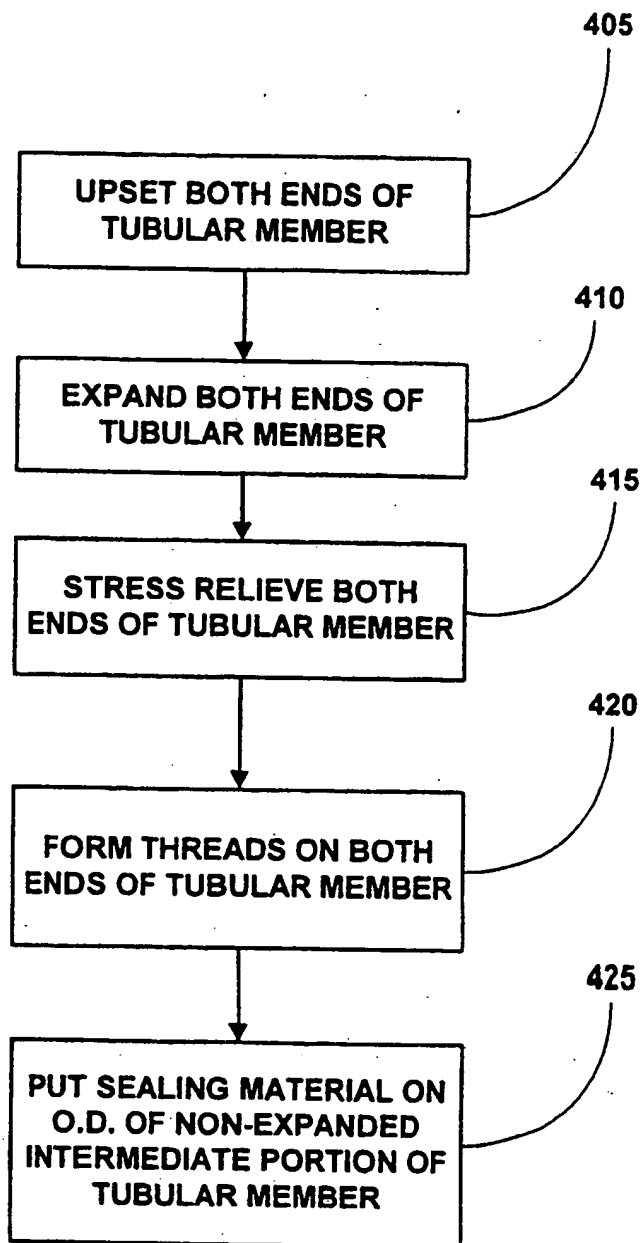 405
UPSET BOTH ENDS OF
TUBULAR MEMBER
410
EXPAND BOTH ENDS OF
TUBULAR MEMBER
415
STRESS RELIEVE BOTH
ENDS OF TUBULAR MEMBER
420
FORM THREADS ON BOTH
ENDS OF TUBULAR MEMBER
425
PUT SEALING MATERIAL ON
O.D. OF NON-EXPANDED
INTERMEDIATE PORTION OF
TUBULAR MEMBER